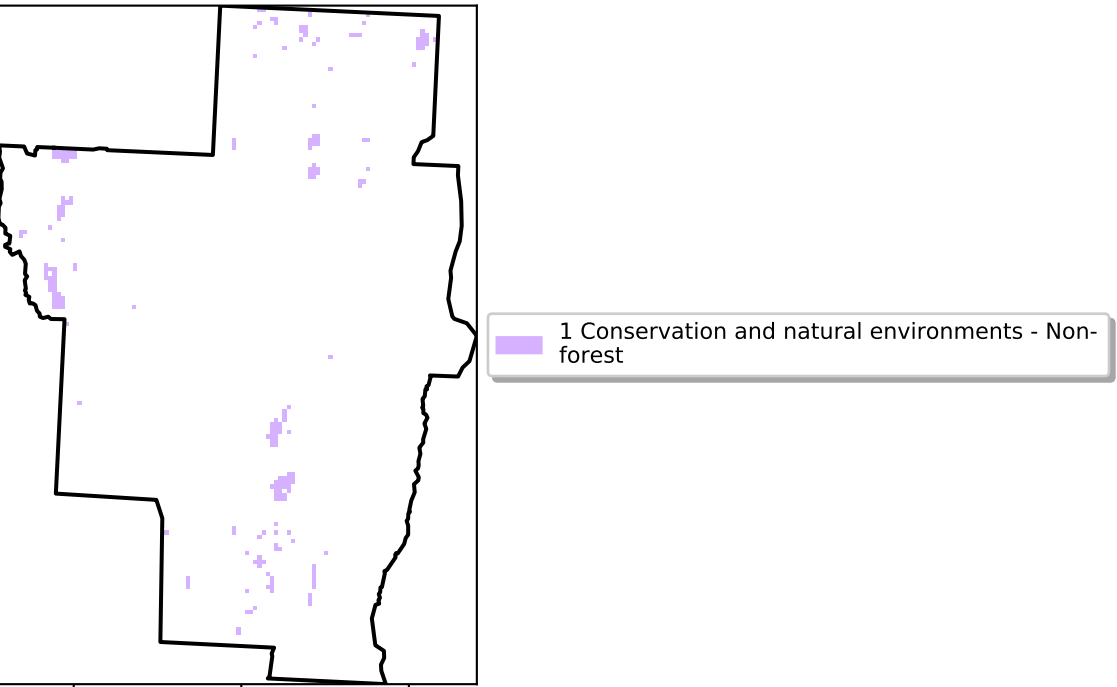 1 Conservation and natural environments - Non-
forest